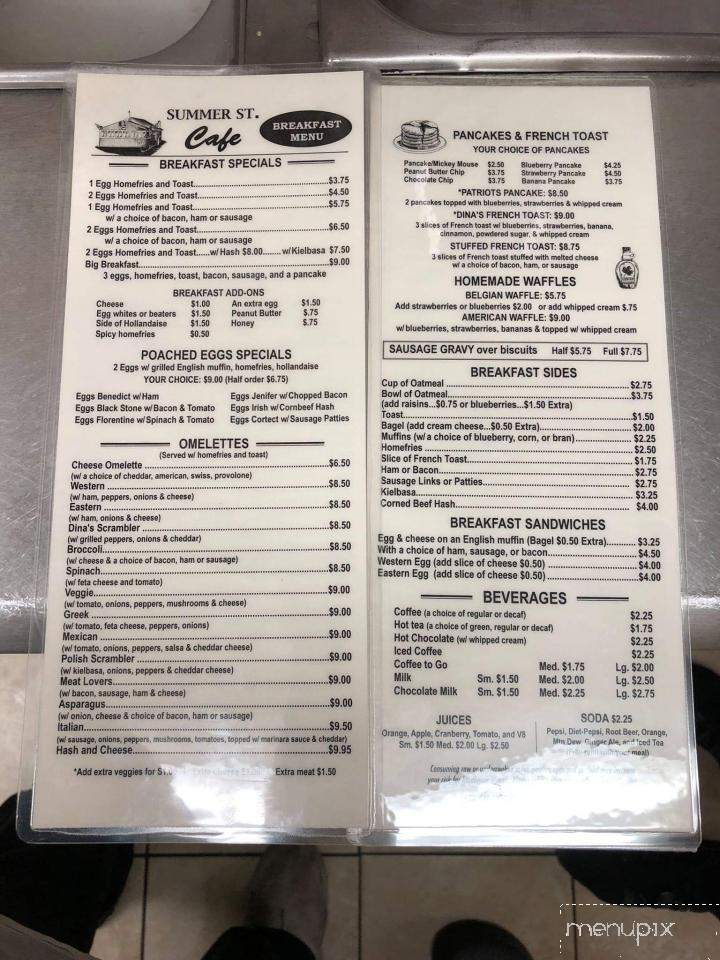 SUMMER ST.
Cafe
BREAKFAST
MENU
BREAKFAST SPECIALS
1 Egg Homefries and Toast...$3.75
2 Eggs Homefries and Toast...$4.50
1 Egg Homefries and Toast...$5.75
w/ a choice of bacon, ham or sausage
2 Eggs Homefries and Toast...$6.50
w/ a choice of bacon, ham or sausage
2 Eggs Homefries and Toast......w/ Hash $8.00......w/Kielbasa $7.50
Big Breakfast...$9.00
3 eggs, homefries, toast, bacon, sausage, and a pancake
BREAKFAST ADD-ONS
Cheese $1.00 An extra egg $1.50
Egg whites or beaters $1.50 Peanut Butter $.75
Side of Hollandaise $1.50 Honey $.75
Spicy homefries $0.50
POACHED EGGS SPECIALS
2 Eggs w/ grilled English muffin, homefries, hollandaise
YOUR CHOICE: $9.00 (Half order $6.75)
Eggs Benedict w/Ham Eggs Jenifer w/Chopped Bacon
Eggs Black Stone w/Bacon & Tomato Eggs Irish w/Cornbeef Hash
Eggs Florentine w/Spinach & Tomato Eggs Cortect w/Sausage Patties
OMELETTES
(Served w/ homefries and toast)
Cheese Omelette ...$6.50
(w/ a choice of cheddar, american, swiss, provolone)
Western ...$8.50
(w/ ham, peppers, onions & cheese)
Eastern ...$8.50
(w/ ham, onions & cheese)
Dina's Scrambler ...$8.50
(w/ grilled peppers, onions & cheddar)
Broccoli...$8.50
(w/ cheese & a choice of bacon, ham or sausage)
Spinach...$8.50
(w/ feta cheese and tomato)
Veggie...$9.00
(w/ tomato, onions, peppers, mushrooms & cheese)
Greek ...$9.00
(w/ tomato, feta cheese, peppers, onions)
Mexican ...$9.00
(w/ tomato, onions, peppers, salsa & cheddar cheese)
Polish Scrambler ...$9.00
(w/ kielbasa, onions, peppers & cheddar cheese)
Meat Lovers...$9.00
(w/ bacon, sausage, ham & cheese)
Asparagus...$9.00
(w/ onion, cheese & choice of bacon, ham or sausage)
Italian...$9.50
(w/ sausage, onions, peppers, mushrooms, tomatoes, topped w/ marinara sauce & cheddar)
Hash and Cheese...$9.95
*Add extra veggies for Extra meat $1.50
PANCAKES & FRENCH TOAST
YOUR CHOICE OF PANCAKES
Pancake/Mickey Mouse $2.50 Blueberry Pancake $4.25
Peanut Butter Chip $3.75 Strawberry Pancake $4.50
Chocolate Chip $3.75 Banana Pancake $3.75
*PATRIOTS PANCAKE: $8.50
2 pancakes topped with blueberries, strawberries & whipped cream
*DINA'S FRENCH TOAST: $9.00
3 slices of French toast w/ blueberries, strawberries, banana,
cinnamon, powdered sugar, & whipped cream
STUFFED FRENCH TOAST: $8.75
3 slices of French toast stuffed with melted cheese
w/ a choice of bacon, ham, or sausage
HOMEMADE WAFFLES
BELGIAN WAFFLE: $5.75
Add strawberries or blueberries $2.00 or add whipped cream $.75
AMERICAN WAFFLE: $9.00
w/ blueberries, strawberries, bananas & topped w/ whipped cream
SAUSAGE GRAVY over biscuits Half $5.75 Full $7.75
BREAKFAST SIDES
Cup of Oatmeal ...$2.75
Bowl of Oatmeal...$3.75
(add raisins...$0.75 or blueberries...$1.50 Extra)
Toast...$1.50
Bagel (add cream cheese...$0.50 Extra)...$2.00
Muffins (w/ a choice of blueberry, corn, or bran)...$2.25
Homefries ...$2.50
Slice of French Toast...$1.75
Ham or Bacon...$2.75
Sausage Links or Patties...$2.75
Kielbasa...$3.25
Corned Beef Hash...$4.00
BREAKFAST SANDWICHES
Egg & cheese on an English muffin (Bagel $0.50 Extra)...$3.25
With a choice of ham, sausage, or bacon...$4.50
Western Egg (add slice of cheese $0.50) ...$4.00
Eastern Egg (add slice of cheese $0.50) ...$4.00
BEVERAGES
Coffee (a choice of regular or decaf) $2.25
Hot tea (a choice of green, regular or decaf) $1.75
Hot Chocolate (w/ whipped cream) $2.25
Iced Coffee $2.25
Coffee to Go Med. $1.75 Lg. $2.00
Milk Sm. $1.50 Med. $2.00 Lg. $2.50
Chocolate Milk Sm. $1.50 Med. $2.25 Lg. $2.75
JUICES
Orange, Apple, Cranberry, Tomato, and V8
Sm. $1.50 Med. $2.00 Lg. $2.50
SODA $2.25
Pepsi, Diet-Pepsi, Root Beer, Orange,
Mtn Dew, Ginger Ale, and Iced Tea
meal)
Consuming raw or
menupix